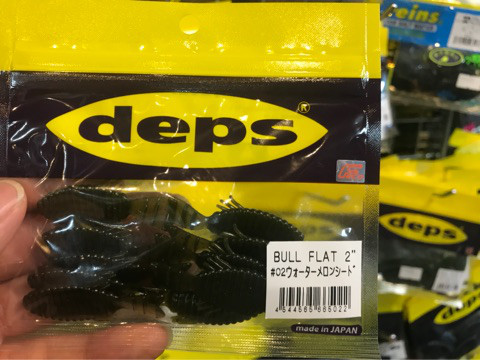 deps®
BULL FLAT 2"
#02ウォーターメロンシード
made in JAPAN
eins
deps